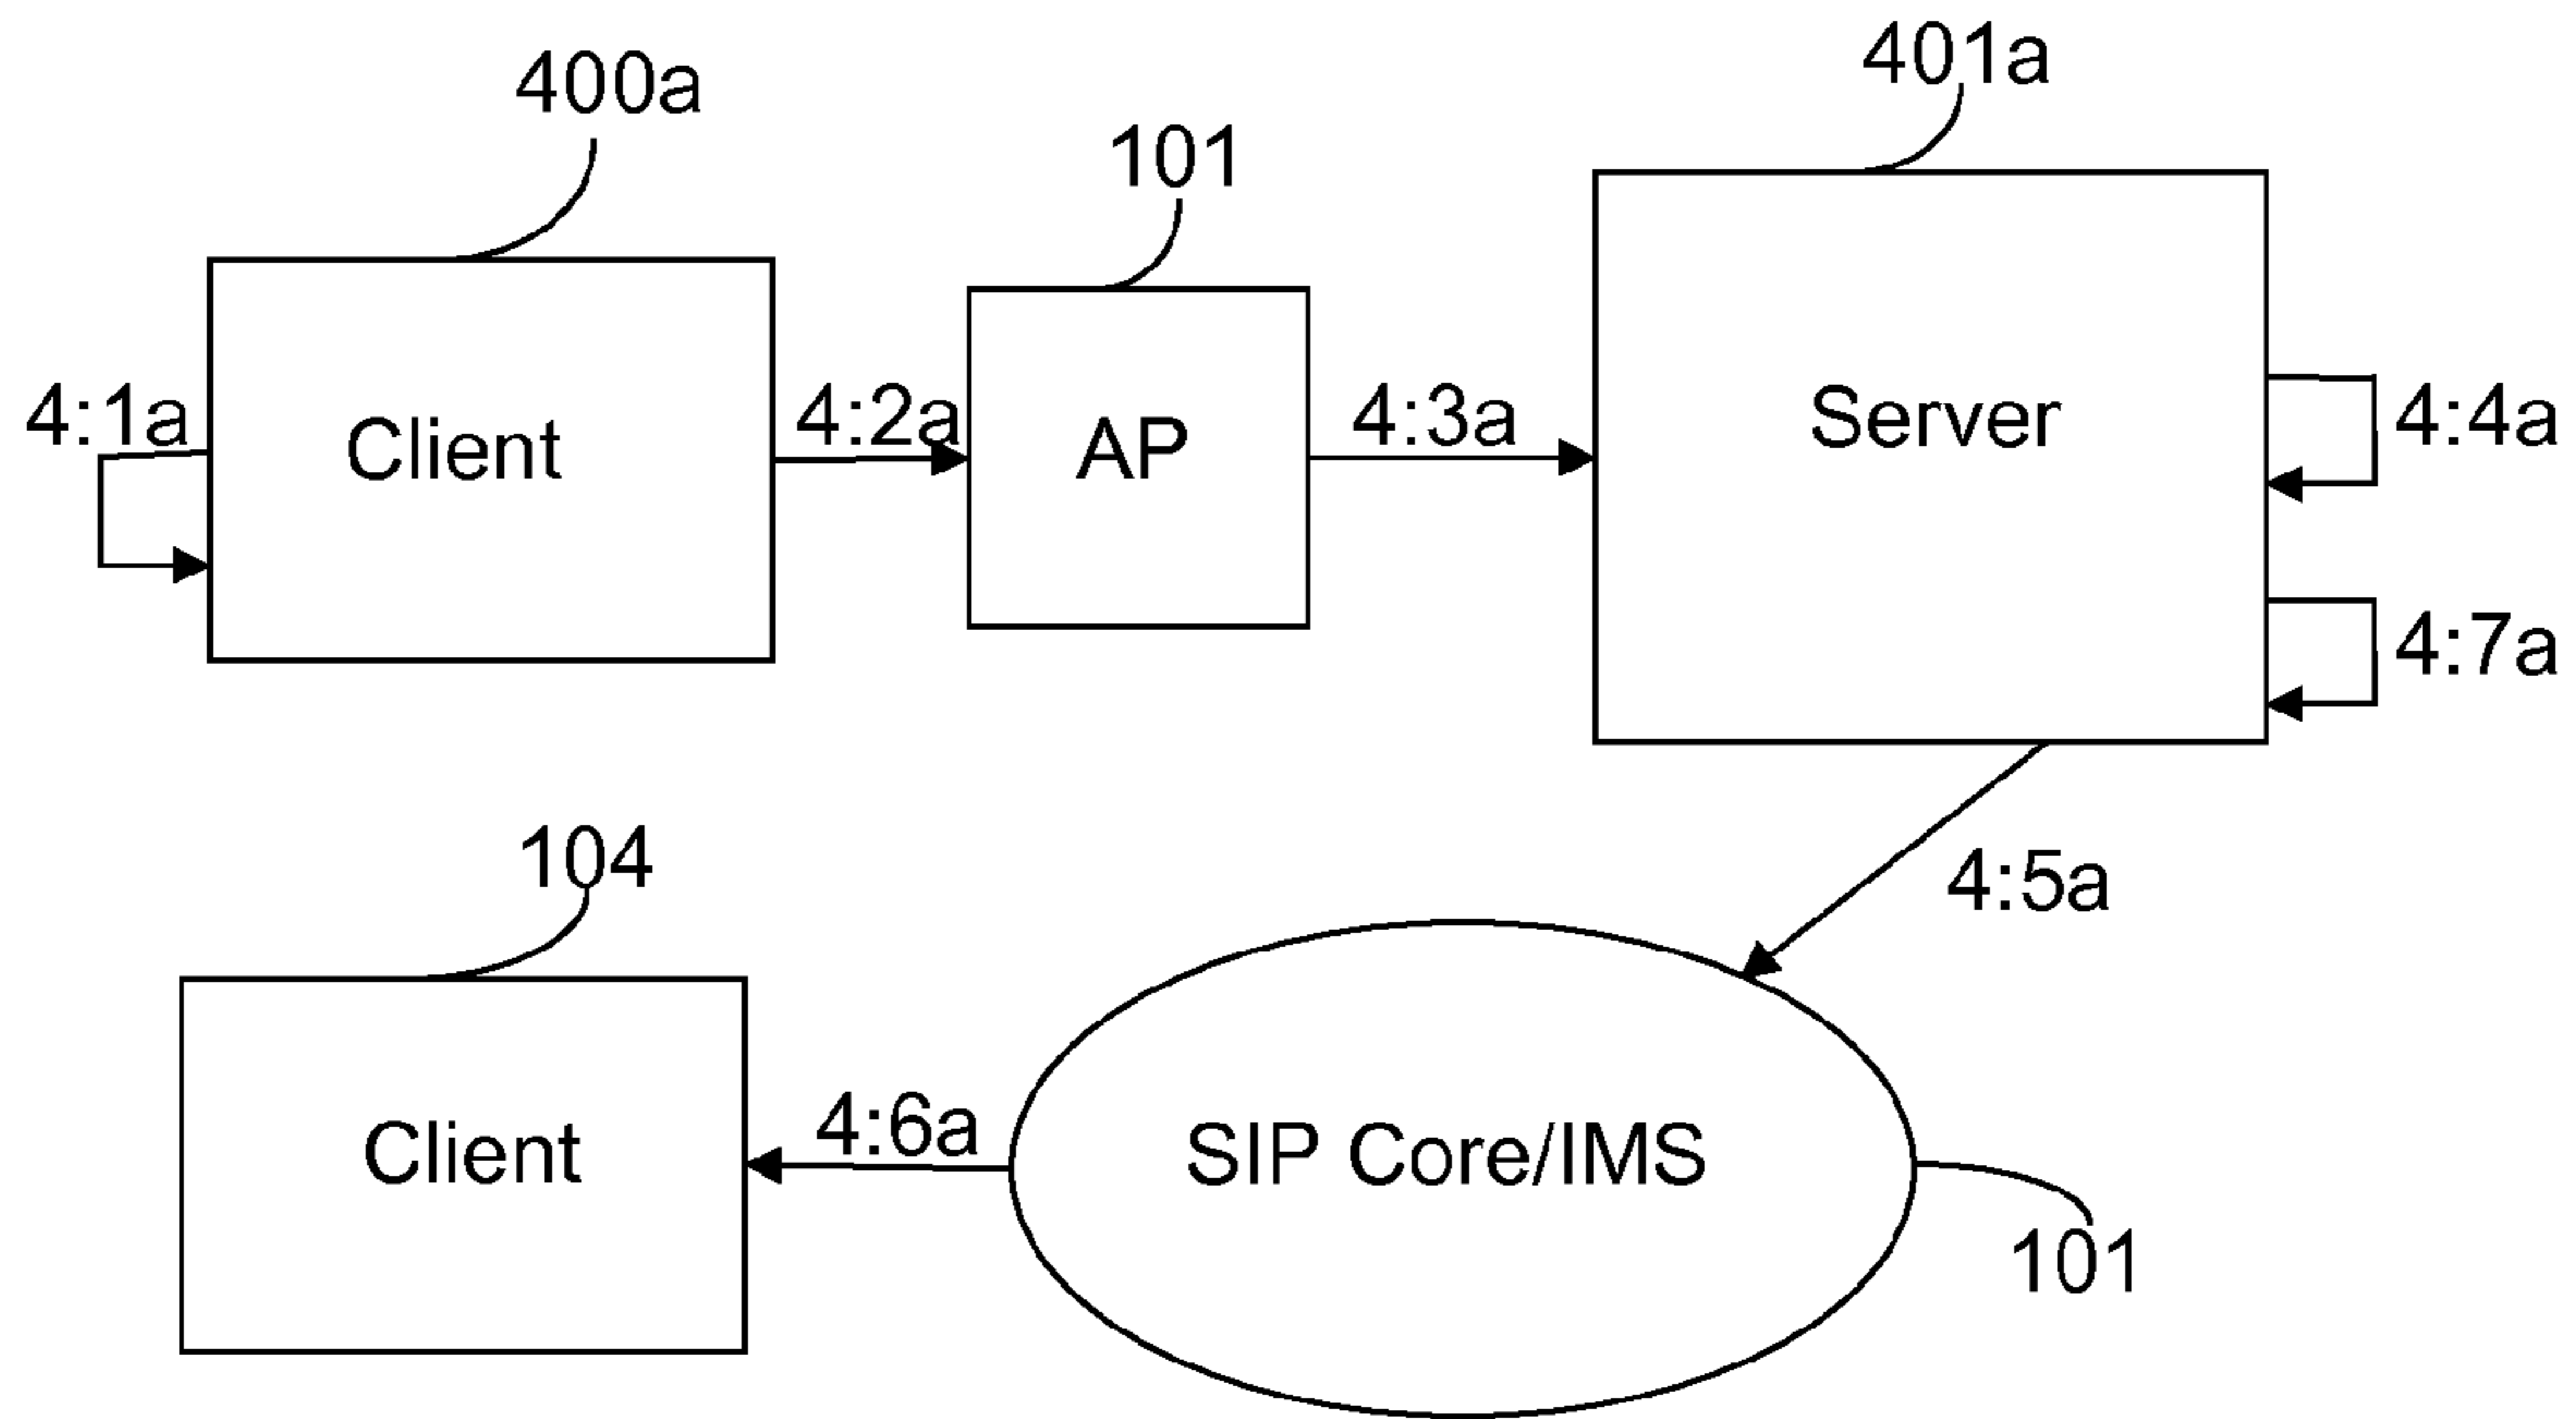 400a
401a
101
4:1a
Client
4:2a
AP
4:3a
Server
4:4a
4:7a
104
4:5a
Client
4:6a
SIP Core/IMS
101